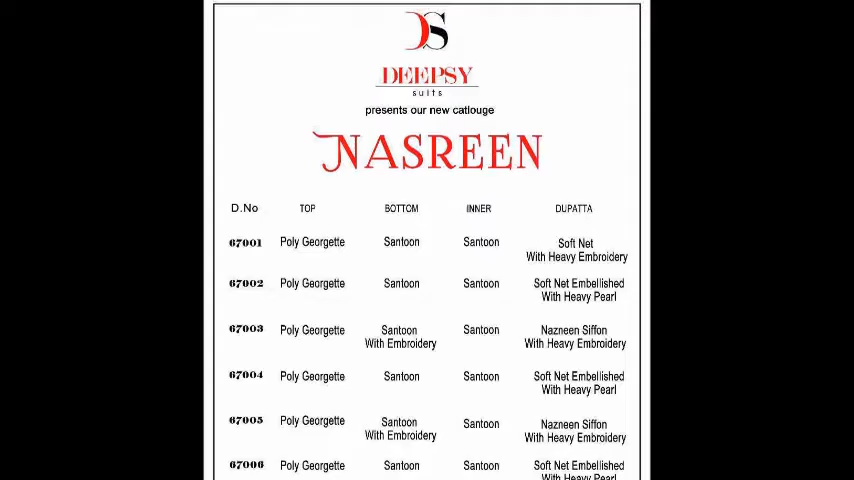 DS
DEEPSY
suits
presents our new catlouge
NASREEN
D.No TOP BOTTOM INNER DUPATTA
67001 Poly Georgette Santoon Santoon Soft Net
With Heavy Embroidery
67002 Poly Georgette Santoon Santoon Soft Net Embellished
With Heavy Pearl
67003 Poly Georgette Santoon Santoon Nazneen Siffon
With Embroidery With Heavy Embroidery
67004 Poly Georgette Santoon Santoon Soft Net Embellished
With Heavy Pearl
67005 Poly Georgette Santoon Santoon Nazneen Siffon
With Embroidery With Heavy Embroidery
67006 Poly Georgette Santoon Santoon Soft Net Embellished
With Heavy Pearl